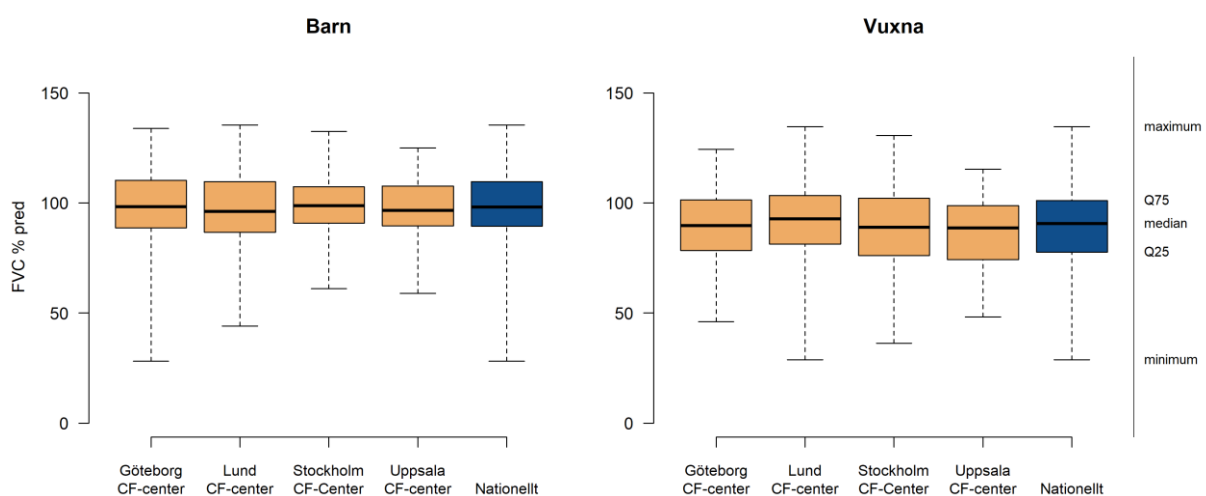 Barn
FVC % pred
150
100
50
0
Göteborg
CF-center
Lund
CF-center
Stockholm
CF-Center
Uppsala
CF-center
Nationellt
Vuxna
150
100
50
0
Göteborg
CF-center
Lund
CF-center
Stockholm
CF-Center
Uppsala
CF-center
Nationellt
maximum
Q75
median
Q25
minimum